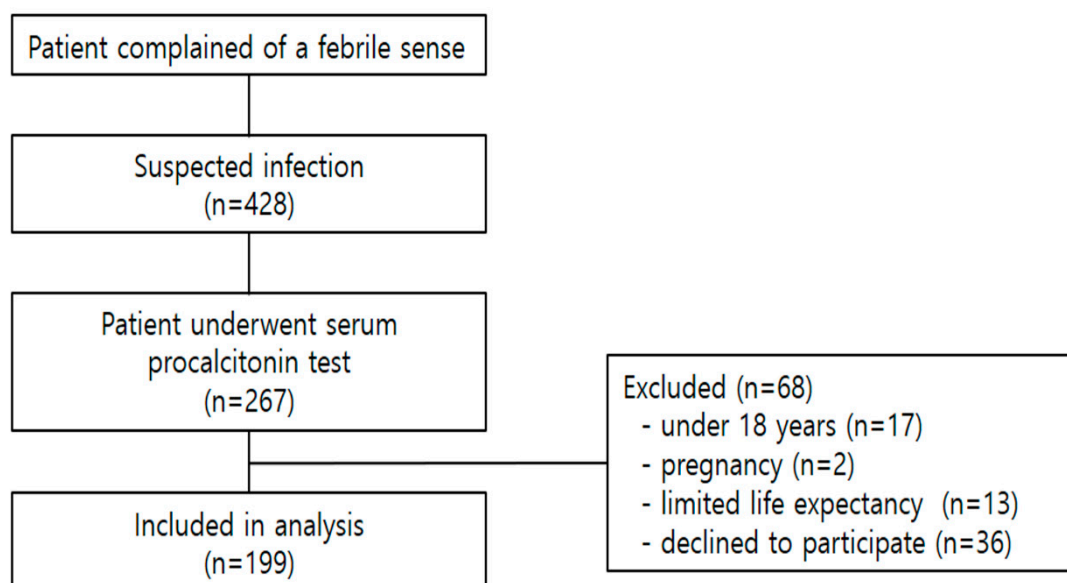 Patient complained of a febrile sense
Suspected infection
(n=428)
Patient underwent serum
procalcitonin test
(n=267)
Excluded (n=68)
- under 18 years (n=17)
- pregnancy (n=2)
- limited life expectancy (n=13)
- declined to participate (n=36)
Included in analysis
(n=199)